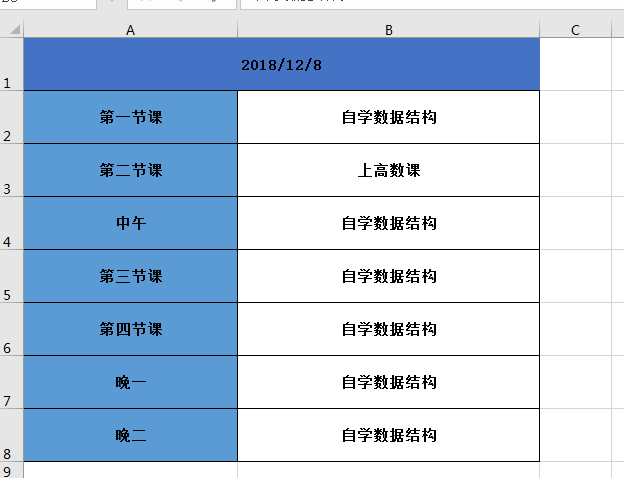 A B C
1 2018/12/8
2 第一节课 自学数据结构
3 第二节课 上高数课
4 中午 自学数据结构
5 第三节课 自学数据结构
6 第四节课 自学数据结构
7 晚一 自学数据结构
8 晚二 自学数据结构
9